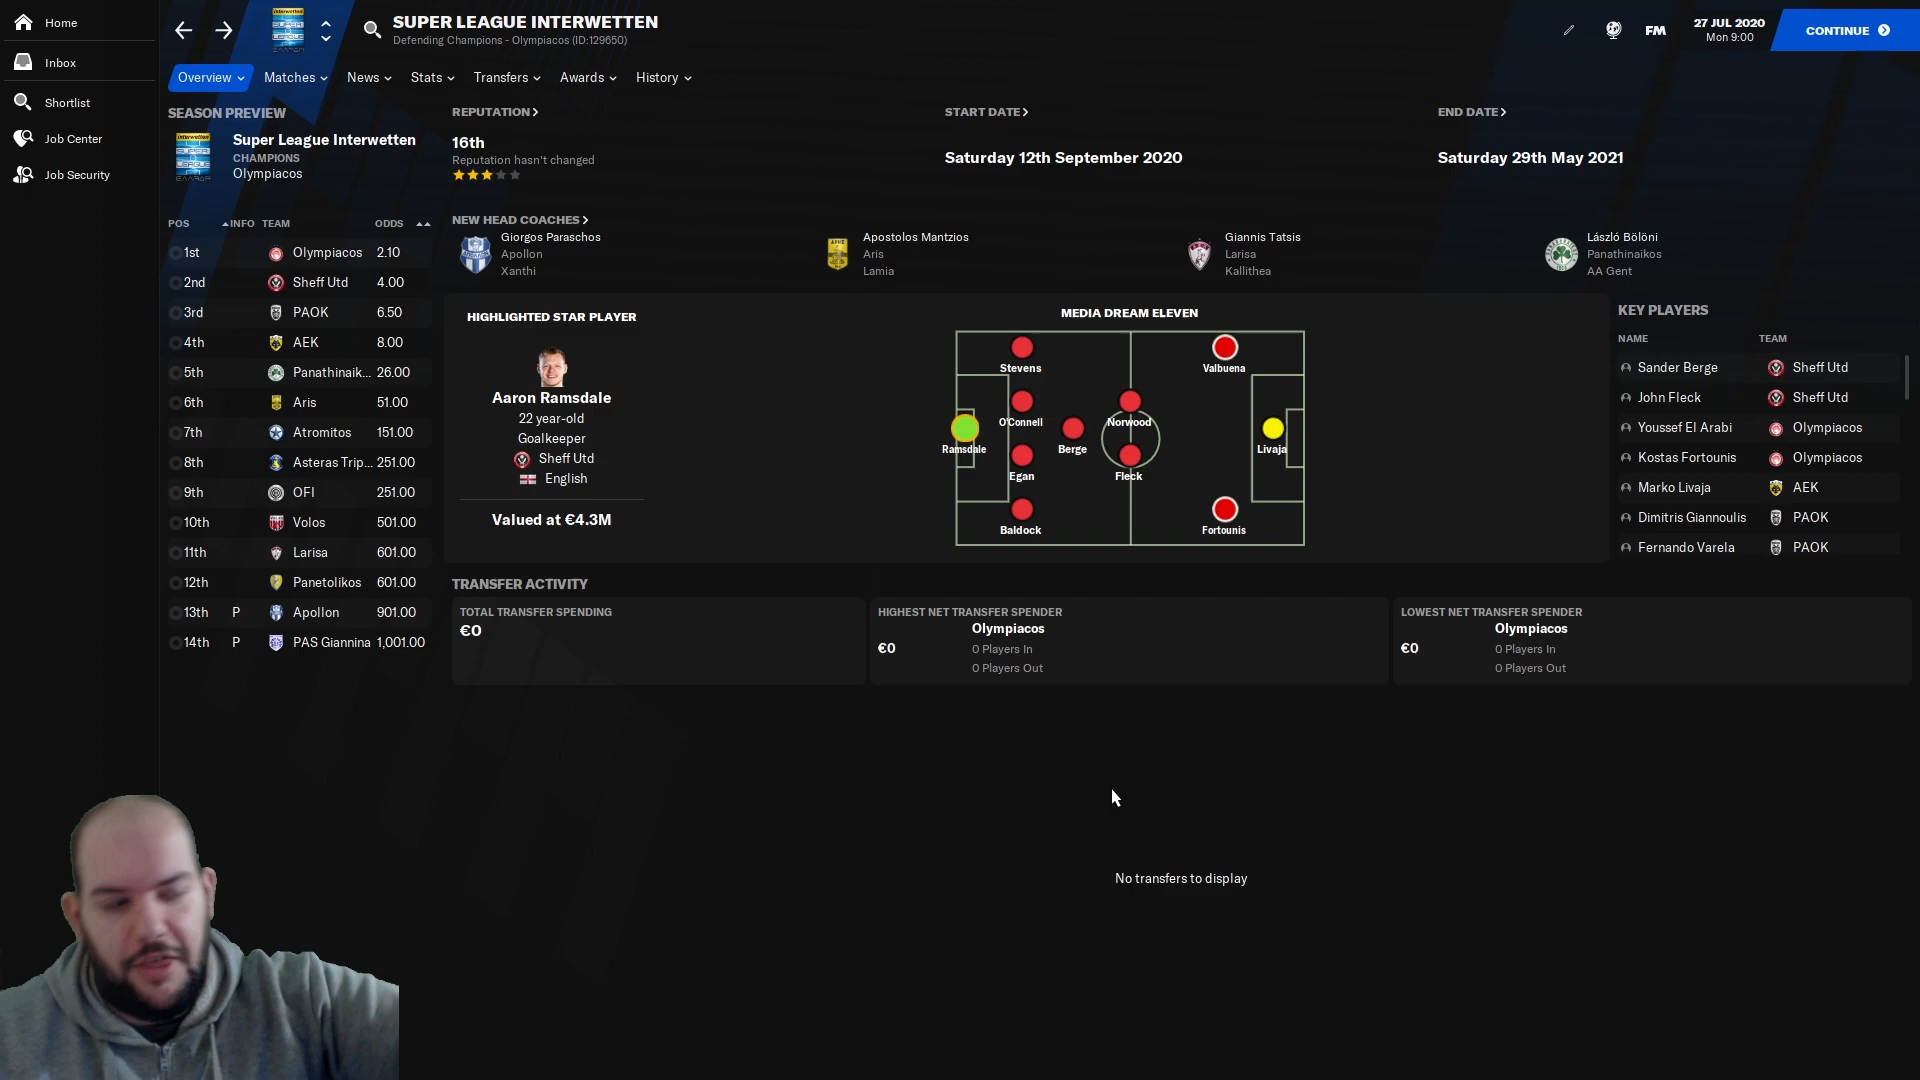 Home
Inbox
Shortlist
Job Center
Job Security
SUPER LEAGUE INTERWETTEN
Defending Champions - Olympiacos (ID:129650)
FM
27 JUL 2020
Mon 9:00
CONTINUE
Overview
Matches
News
Stats
Transfers
Awards
History
SEASON PREVIEW
Super League Interwetten
CHAMPIONS
Olympiacos
REPUTATION
16th
Reputation hasn't changed
START DATE
Saturday 12th September 2020
END DATE
Saturday 29th May 2021
POS INFO TEAM ODDS
1st Olympiacos 2.10
2nd Sheff Utd 4.00
3rd PAOK 6.50
4th AEK 8.00
5th Panathinaik... 26.00
6th Aris 51.00
7th Atromitos 151.00
8th Asteras Trip... 251.00
9th OFI 251.00
10th Volos 501.00
11th Larisa 601.00
12th Panetolikos 601.00
13th P Apollon 901.00
14th P PAS Giannina 1,001.00
NEW HEAD COACHES
Giorgos Paraschos
Apollon
Xanthi
Apostolos Mantzios
Aris
Lamia
Giannis Tatsis
Larisa
Kallithea
László Bölöni
Panathinaikos
AA Gent
HIGHLIGHTED STAR PLAYER
Aaron Ramsdale
22 year-old
Goalkeeper
Sheff Utd
English
Valued at €4.3M
MEDIA DREAM ELEVEN
Stevens
Valbuena
O'Connell
Norwood
Ramsdale
Berge
Livaja
Egan
Fleck
Baldock
Fortounis
KEY PLAYERS
NAME TEAM
Sander Berge Sheff Utd
John Fleck Sheff Utd
Youssef El Arabi Olympiacos
Kostas Fortounis Olympiacos
Marko Livaja AEK
Dimitris Giannoulis PAOK
Fernando Varela PAOK
TRANSFER ACTIVITY
TOTAL TRANSFER SPENDING
€0
HIGHEST NET TRANSFER SPENDER
Olympiacos
€0
0 Players In
0 Players Out
LOWEST NET TRANSFER SPENDER
Olympiacos
€0
0 Players In
0 Players Out
No transfers to display